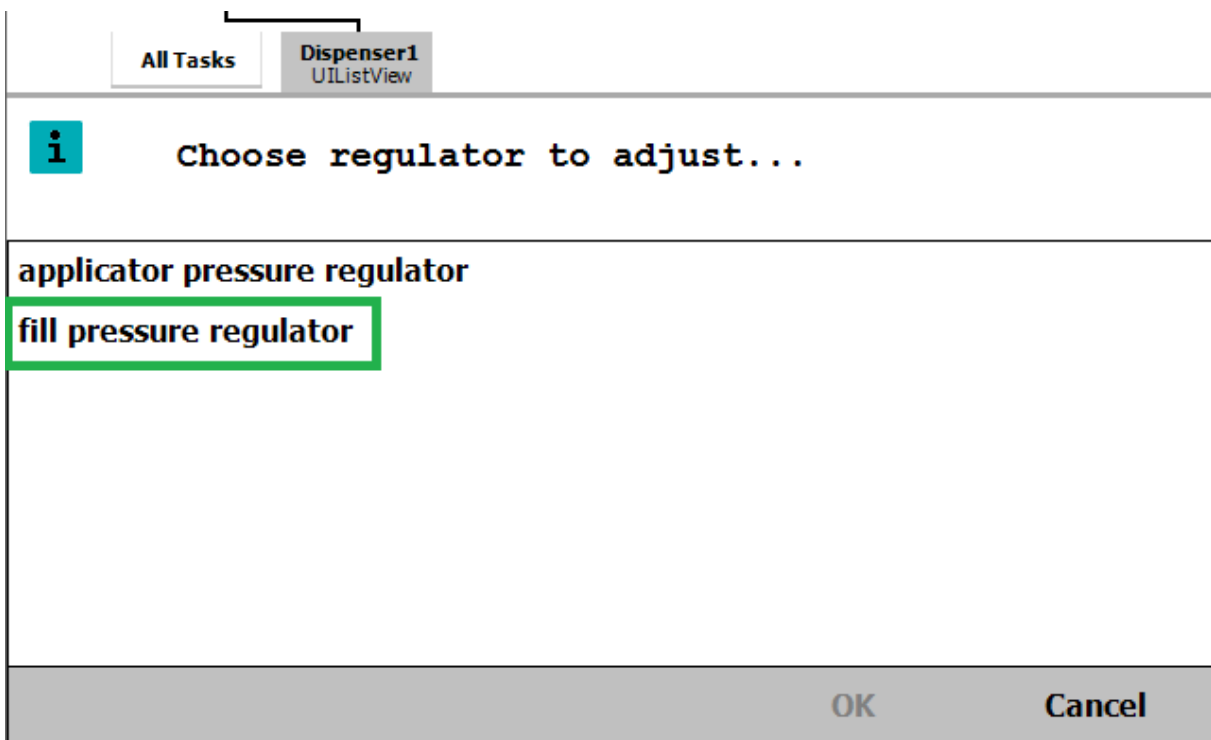 All Tasks
Dispenser1
UIListView
i
Choose regulator to adjust...
applicator pressure regulator
fill pressure regulator
OK
Cancel